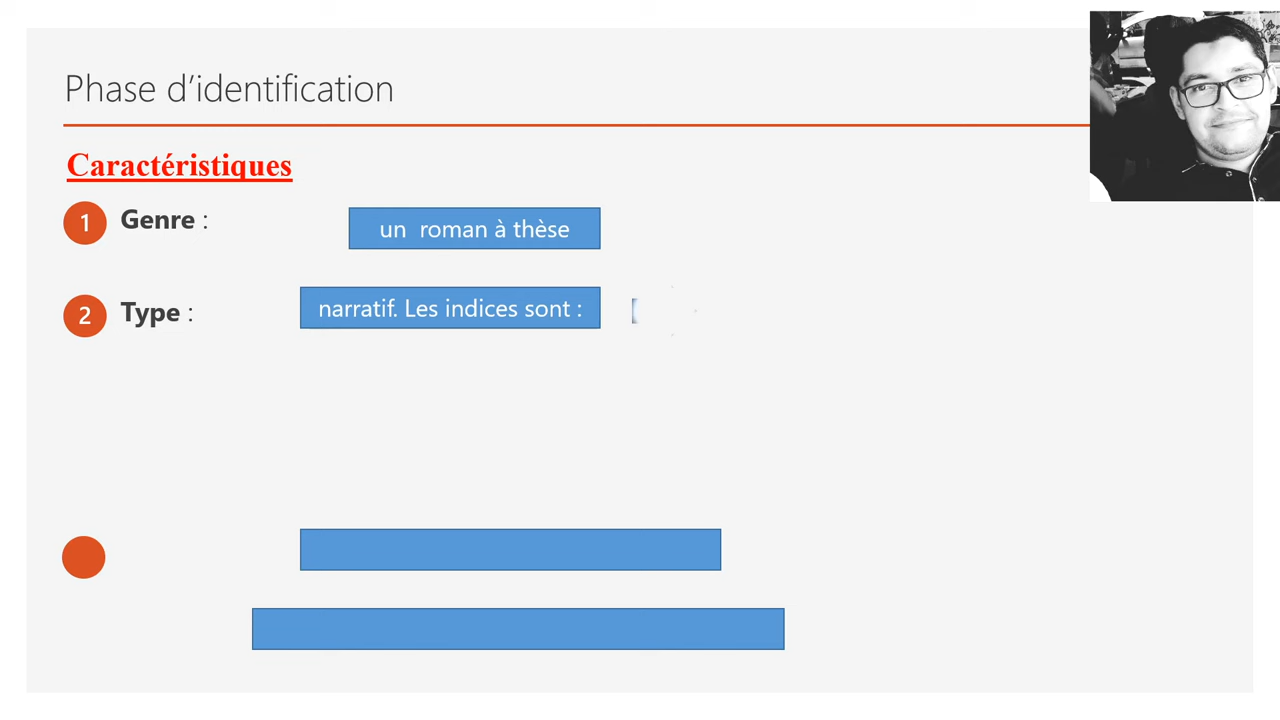 Phase d’identification
Caractéristiques
1 Genre :
un roman à thèse
2 Type :
narratif. Les indices sont :